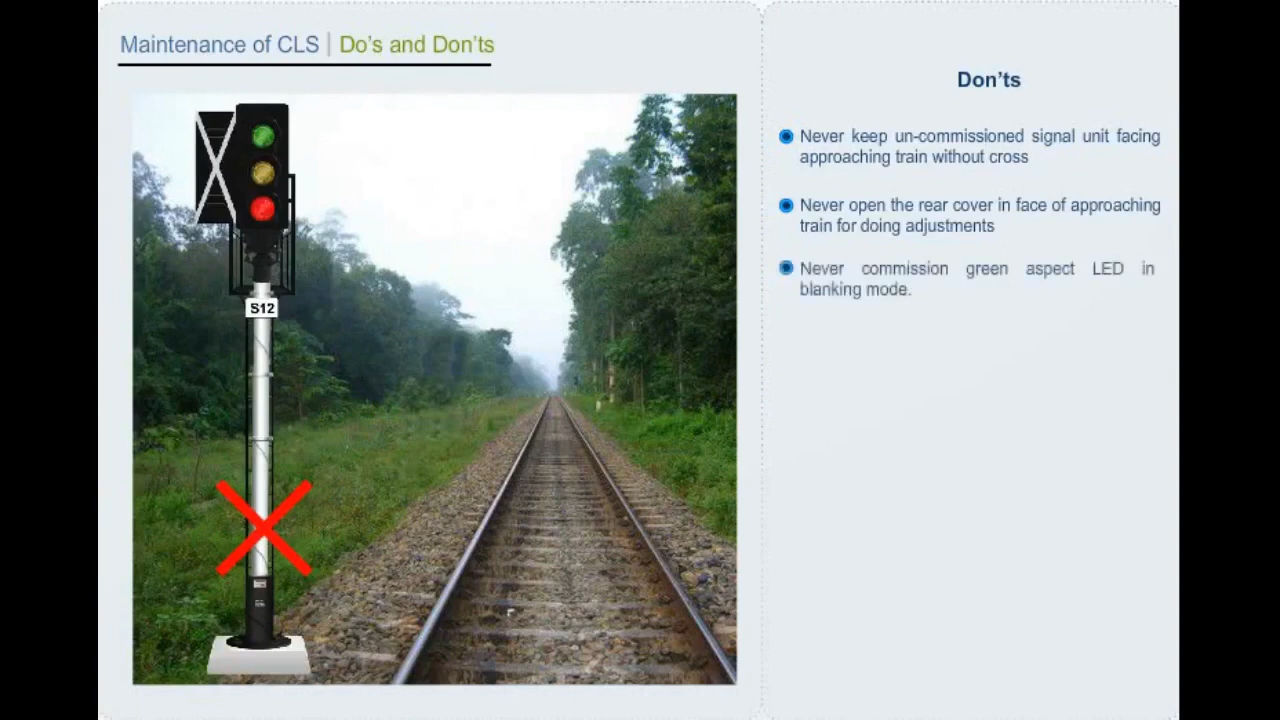 Maintenance of CLS | Do's and Don'ts
Don'ts
Never keep un-commissioned signal unit facing
approaching train without cross
Never open the rear cover in face of approaching
train for doing adjustments
Never commission green aspect LED in
blanking mode.
S12